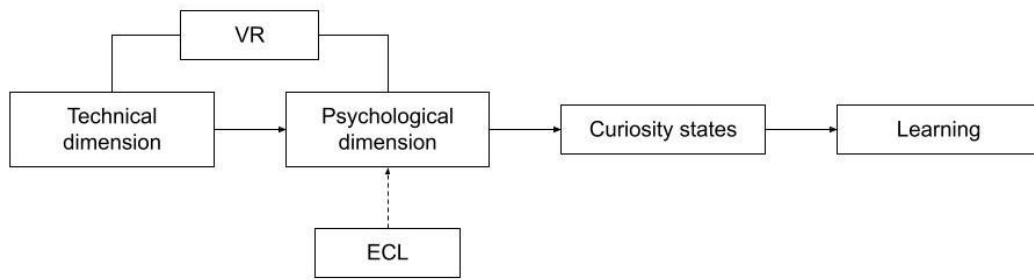 VR
Technical
dimension
Psychological
dimension
Curiosity states
Learning
ECL